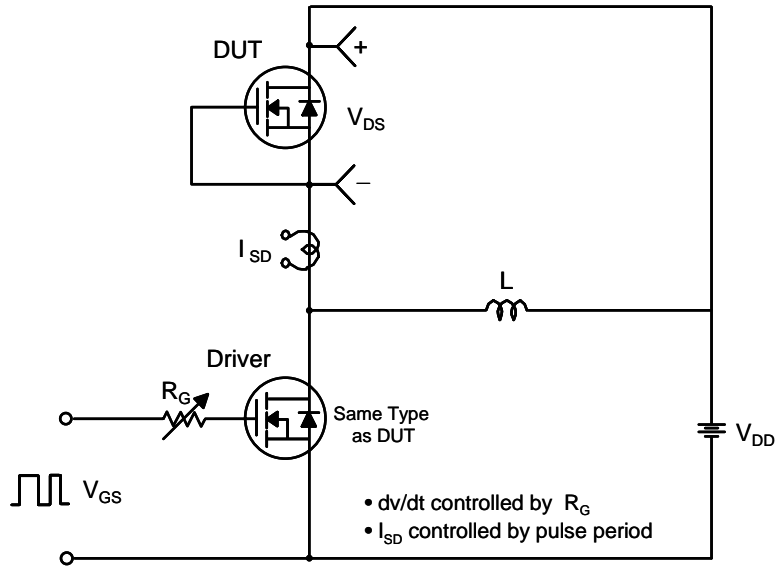 DUT
+
V_DS
–
I_SD
L
Driver
R_G
Same Type
as DUT
V_DD
V_GS
• dv/dt controlled by R_G
• I_SD controlled by pulse period